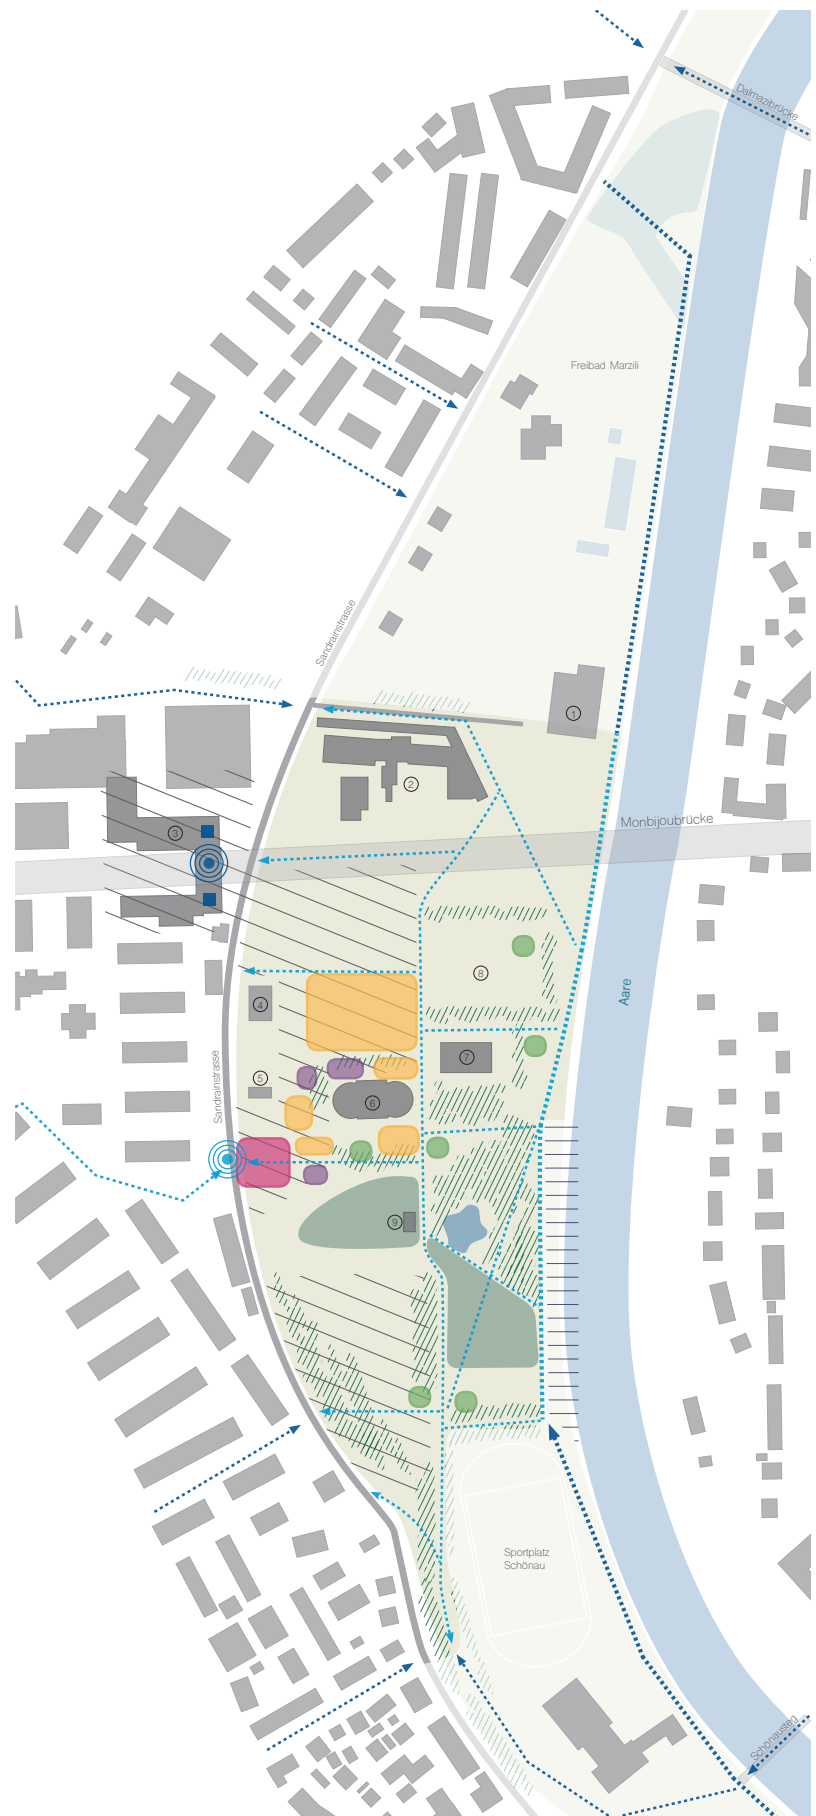 Dalmazibrücke
Freibad Marzili
Sandrainstrasse
1
2
Monbijoubrücke
3
8
Aare
4
7
5
Sandrainstrasse
6
9
Sportplatz
Schönau
Schönausteg